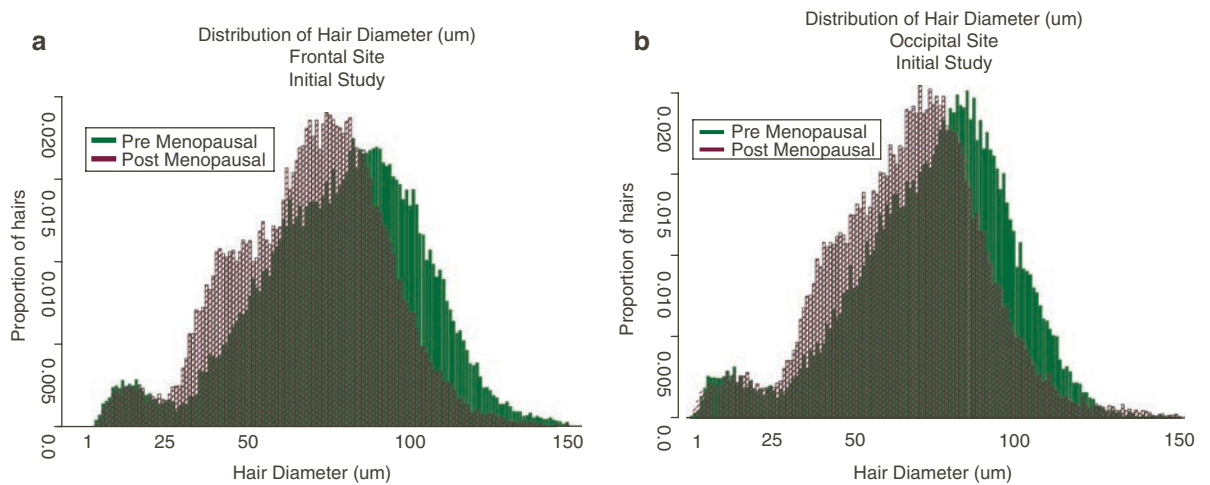 a
Distribution of Hair Diameter (um)
Frontal Site
Initial Study
Pre Menopausal
Post Menopausal
Proportion of hairs
0.020
0.015
0.010
0.005
0.0
1 25 50 100 150
Hair Diameter (um)
b
Distribution of Hair Diameter (um)
Occipital Site
Initial Study
Pre Menopausal
Post Menopausal
Proportion of hairs
0.020
0.015
0.010
0.005
0.0
1 25 50 100 150
Hair Diameter (um)